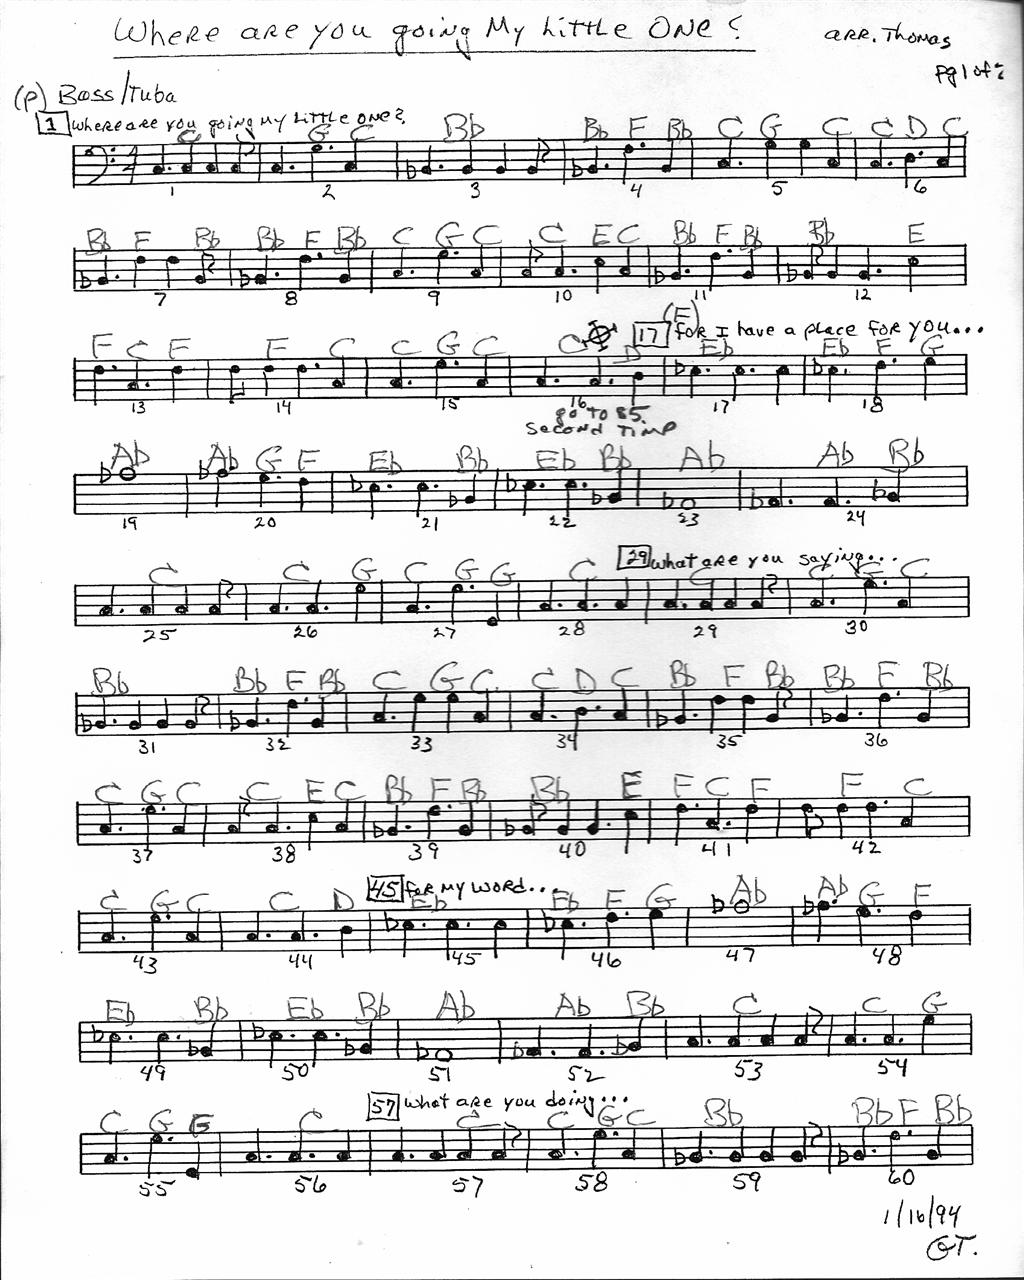 Where are you going My Little One?
arr. Thomas
Pg 1 of 2
(P) Bass/Tuba
1 Where are you going My Little One?
C G C Bb Bb F Bb C G C C D C
1 2 3 4 5 6
Bb F Bb Bb F Bb C G C C E C Bb F Bb Bb E
7 8 9 10 11 12
17 (E) for I have a place for you...
F C F F C C G C C D Eb Eb F G
13 14 15 16 17 18
go to 85
second time
Ab Ab G F Eb Bb Eb Bb Ab Ab Bb
19 20 21 22 23 24
29 what are you saying...
C C G C G G C C C G C
25 26 27 28 29 30
Bb Bb F Bb C G C C D C Bb F Bb Bb F Bb
31 32 33 34 35 36
C G C C E C Bb F Bb Bb E F C F F C
37 38 39 40 41 42
45 for my word...
C G C C D Eb Eb F G Ab Ab G F
43 44 45 46 47 48
Eb Bb Eb Bb Ab Ab Bb C C G
49 50 51 52 53 54
57 what are you doing...
C G G C C C G C Bb Bb F Bb
55 56 57 58 59 60
1/16/94
GT.